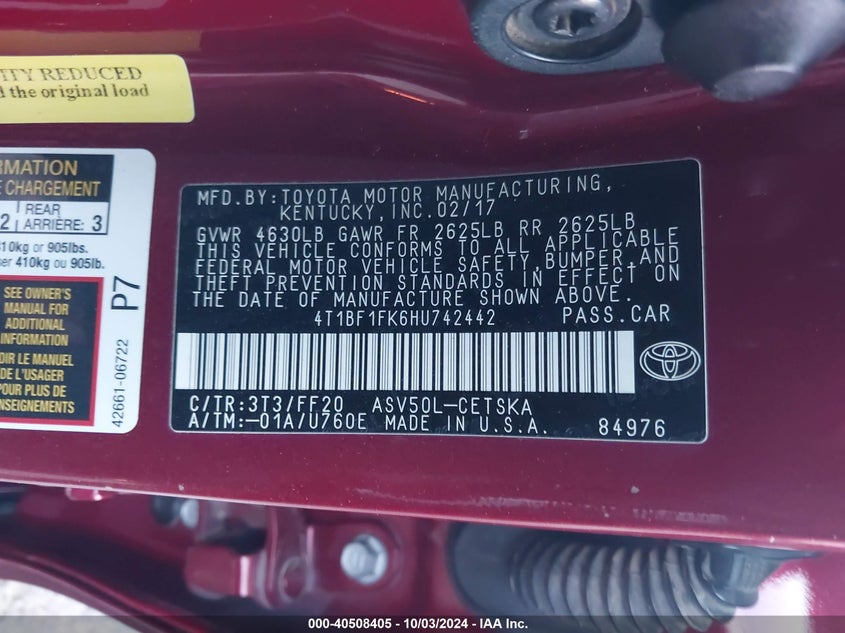 ITY REDUCED
d the original load
RMATION
E CHARGEMENT
2 REAR ARRIÈRE: 3
10kg or 905lbs.
ser 410kg ou 905lb.
SEE OWNER'S
MANUAL FOR
ADDITIONAL
INFORMATION
OIR LE MANUEL
DE L'USAGER
POUR PLUS DE
NSEIGNEMENTS
P7
42661-06722
MFD.BY:TOYOTA MOTOR MANUFACTURING,
KENTUCKY,INC.02/17
GVWR 4630LB GAWR FR 2625LB RR 2625LB
THIS VEHICLE CONFORMS TO ALL APPLICABLE
FEDERAL MOTOR VEHICLE SAFETY,BUMPER,AND
THEFT PREVENTION STANDARDS IN EFFECT ON
THE DATE OF MANUFACTURE SHOWN ABOVE.
4T1BF1FK6HU742442 PASS.CAR
C/TR:3T3/FF20 ASV50L-CETSKA
A/TM:-01A/U760E MADE IN U.S.A. 84976
000-40508405 - 10/03/2024 - IAA Inc.